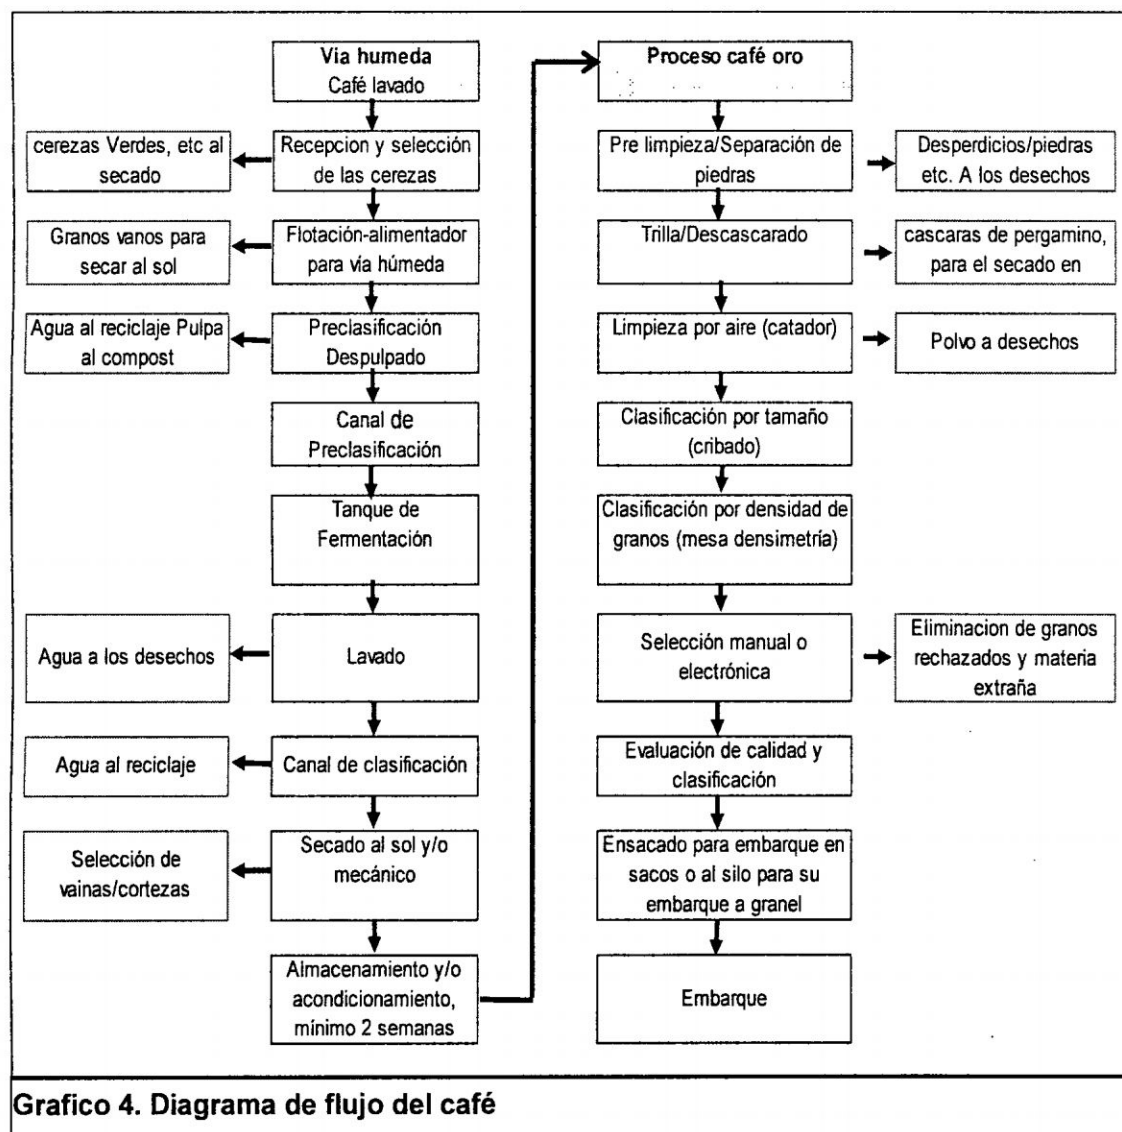 Via humeda
Café lavado
cerezas Verdes, etc al
secado
Recepcion y selección
de las cerezas
Granos vanos para
secar al sol
Flotación-alimentador
para vía húmeda
Agua al reciclaje Pulpa
al compost
Preclasificación
Despulpado
Canal de
Preclasificación
Tanque de
Fermentación
Agua a los desechos
Lavado
Agua al reciclaje
Canal de clasificación
Selección de
vainas/cortezas
Secado al sol y/o
mecánico
Almacenamiento y/o
acondicionamiento,
mínimo 2 semanas
Proceso café oro
Pre limpieza/Separación de
piedras
Desperdicios/piedras
etc. A los desechos
Trilla/Descascarado
cascaras de pergamino,
para el secado en
Limpieza por aire (catador)
Polvo a desechos
Clasificación por tamaño
(cribado)
Clasificación por densidad de
granos (mesa densimetría)
Selección manual o
electrónica
Eliminacion de granos
rechazados y materia
extraña
Evaluación de calidad y
clasificación
Ensacado para embarque en
sacos o al silo para su
embarque a granel
Embarque
Grafico 4. Diagrama de flujo del café